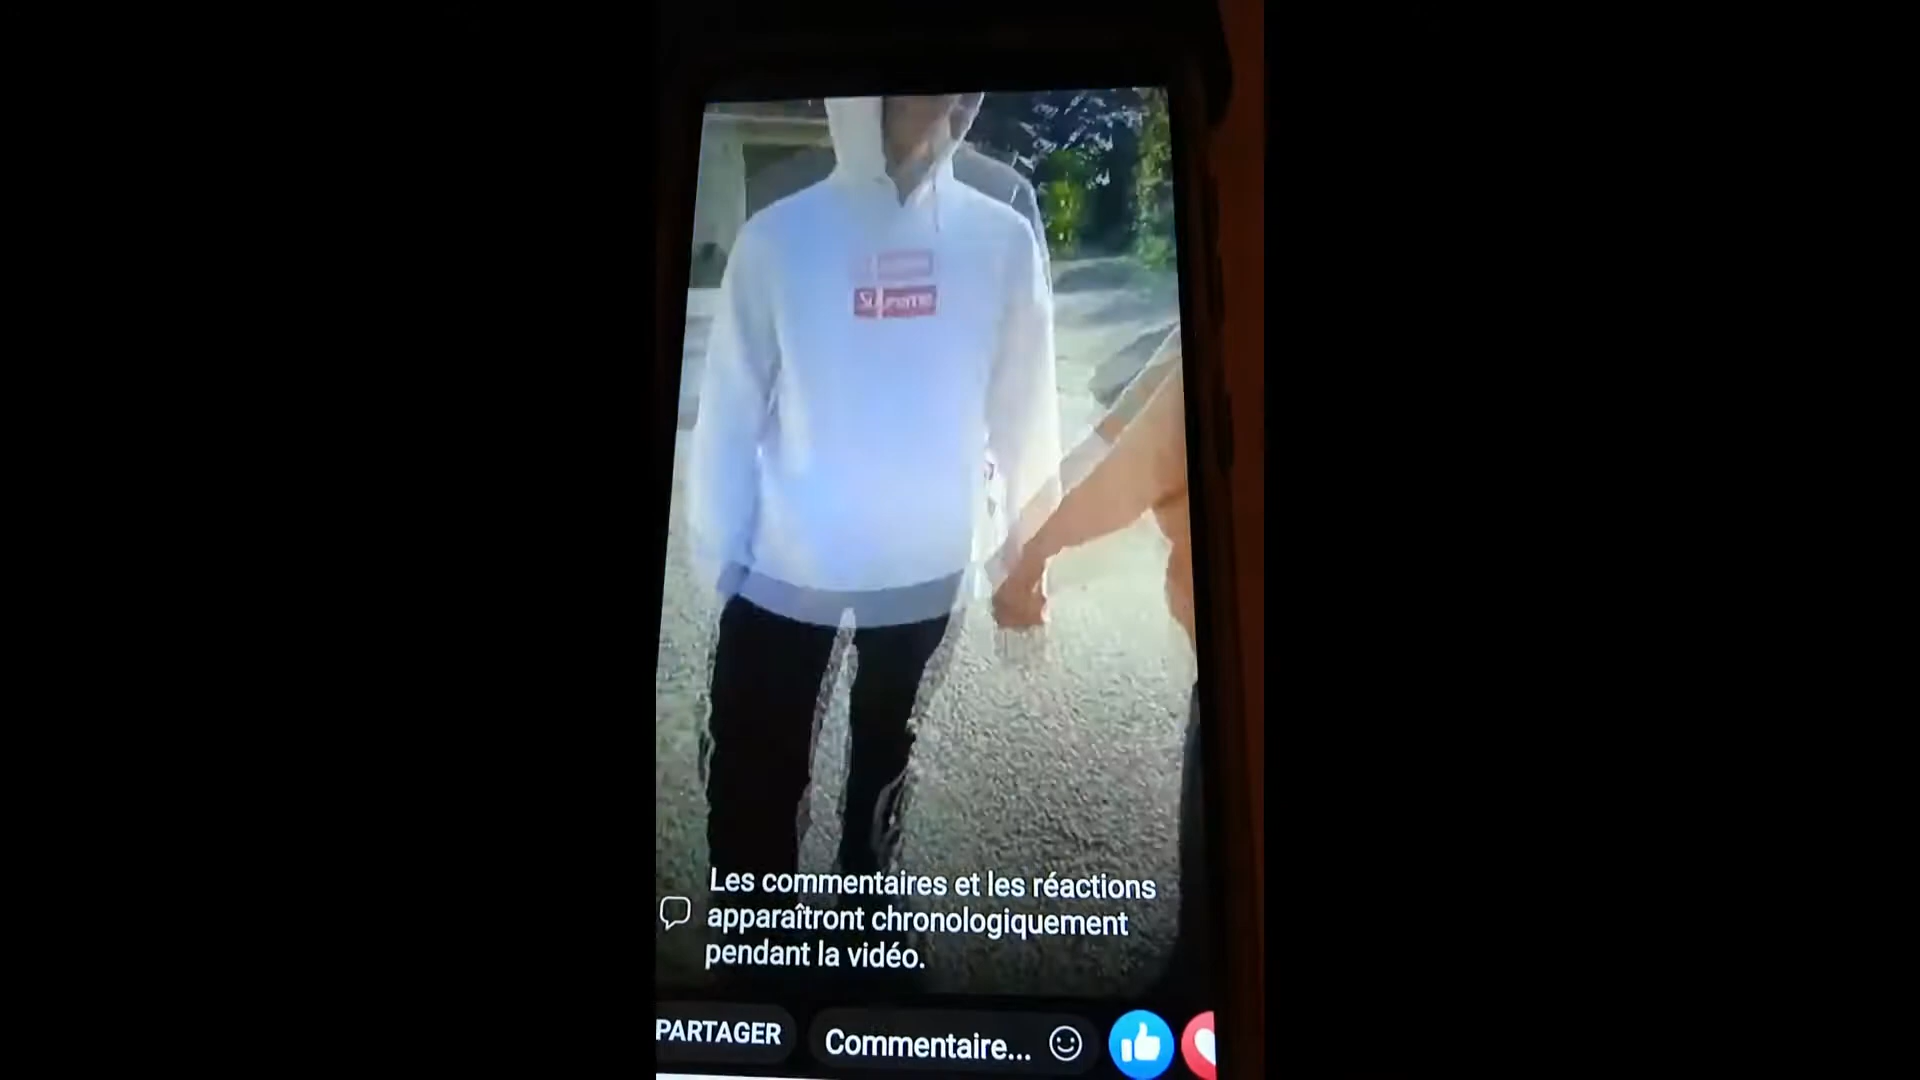 Supreme
Les commentaires et les réactions
apparaîtront chronologiquement
pendant la vidéo.
PARTAGER
Commentaire...